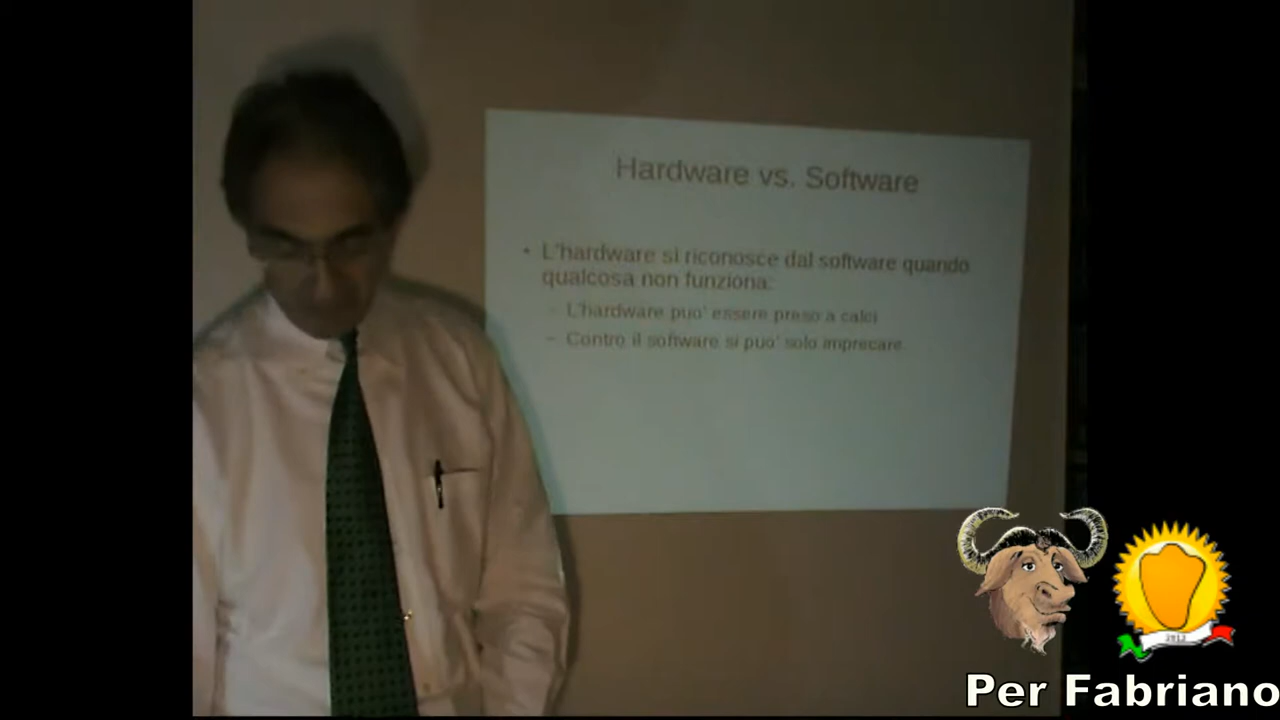 Hardware vs. Software
• L'hardware si riconosce dal software quando
qualcosa non funziona:
– L'hardware puo' essere preso a calci
– Contro il software si puo' solo imprecare.
2013
Per Fabriano